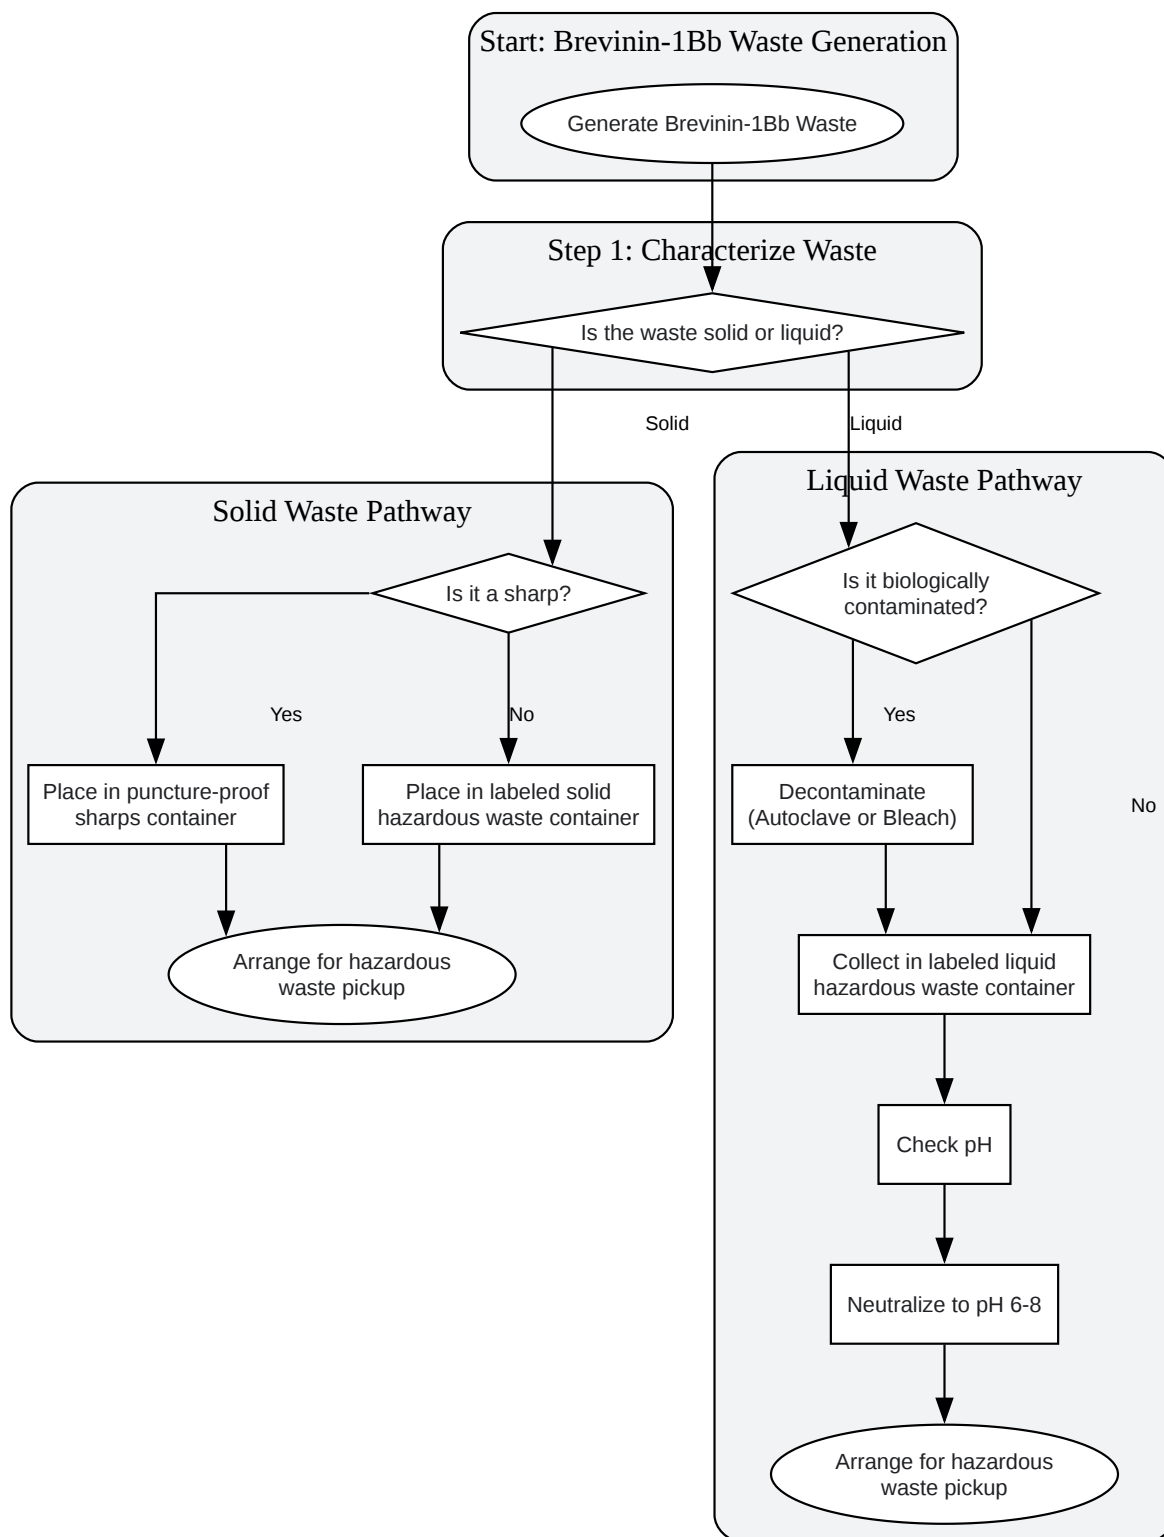 Start: Brevinin-1Bb Waste Generation
Generate Brevinin-1Bb Waste
Step 1: Characterize Waste
Is the waste solid or liquid?
Solid
Liquid
Solid Waste Pathway
Is it a sharp?
Yes
No
Place in puncture-proof
sharps container
Place in labeled solid
hazardous waste container
Arrange for hazardous
waste pickup
Liquid Waste Pathway
Is it biologically
contaminated?
Yes
No
Decontaminate
(Autoclave or Bleach)
Collect in labeled liquid
hazardous waste container
Check pH
Neutralize to pH 6-8
Arrange for hazardous
waste pickup